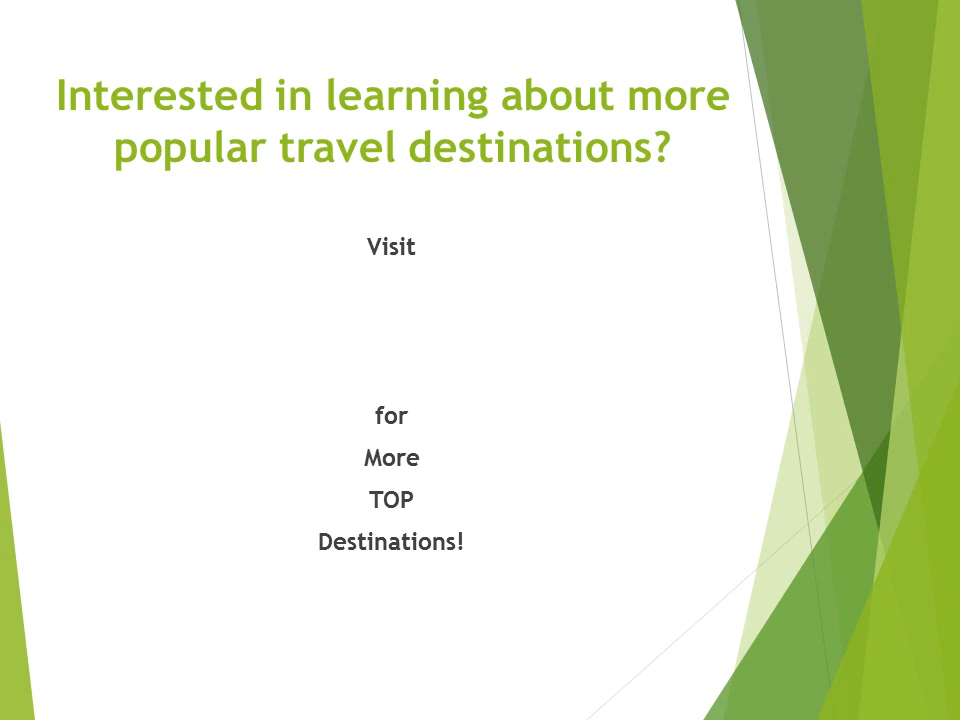 Interested in learning about more
popular travel destinations?
Visit
for
More
TOP
Destinations!